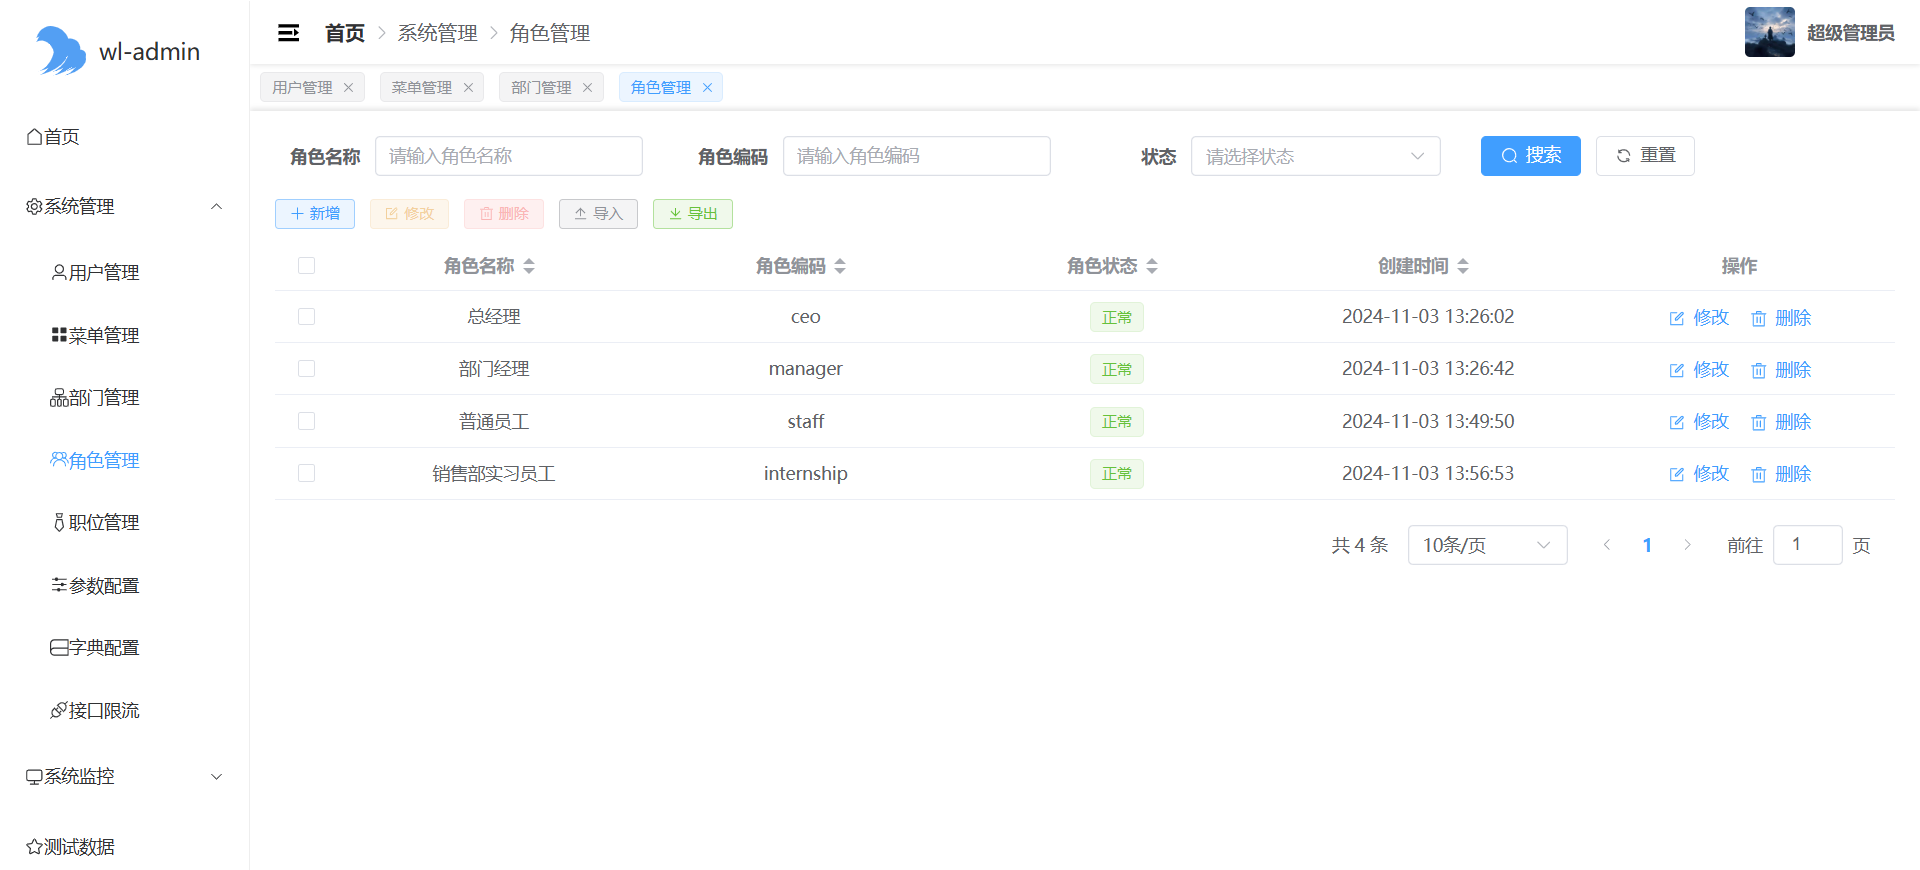 wl-admin
首页
系统管理
用户管理
菜单管理
部门管理
角色管理
职位管理
参数配置
字典配置
接口限流
系统监控
测试数据
首页 系统管理 角色管理
超级管理员
用户管理 菜单管理 部门管理 角色管理
角色名称 请输入角色名称 角色编码 请输入角色编码 状态 请选择状态 搜索 重置
新增 修改 删除 导入 导出
角色名称 角色编码 角色状态 创建时间 操作
总经理 ceo 正常 2024-11-03 13:26:02 修改 删除
部门经理 manager 正常 2024-11-03 13:26:42 修改 删除
普通员工 staff 正常 2024-11-03 13:49:50 修改 删除
销售部实习员工 internship 正常 2024-11-03 13:56:53 修改 删除
共 4 条 10条/页 1 前往 1 页